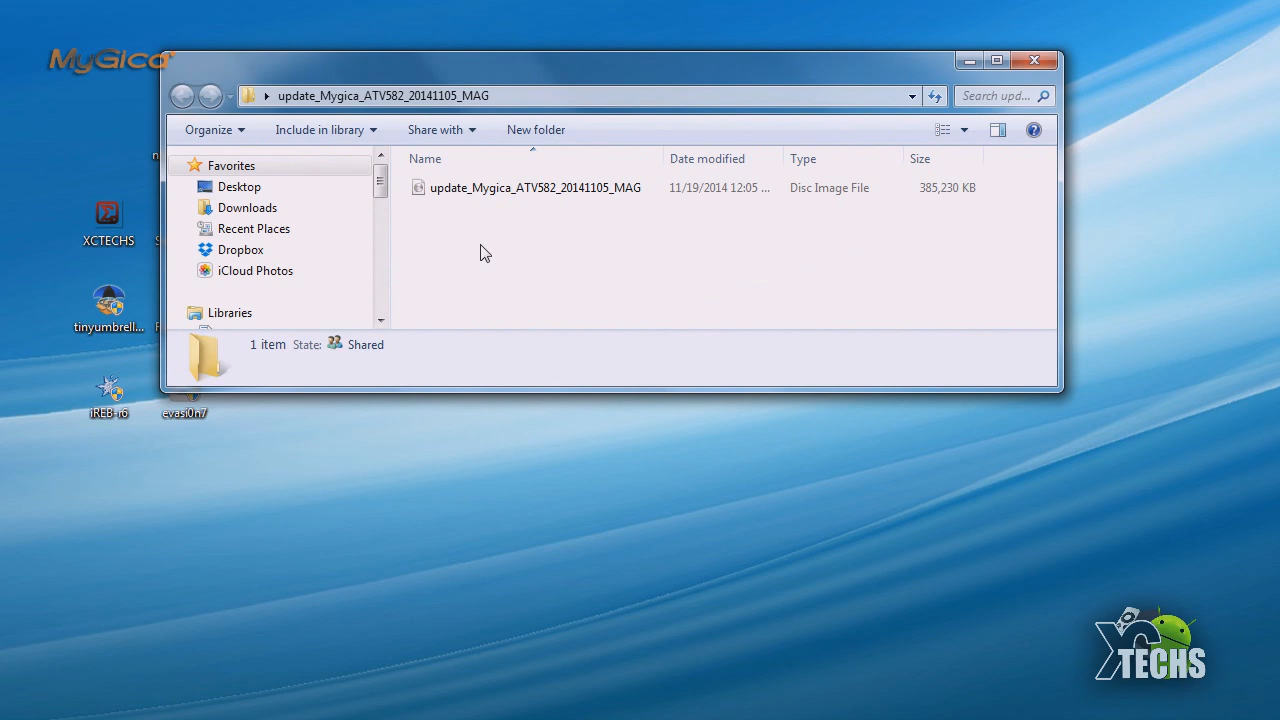 MyGica
update_Mygica_ATV582_20141105_MAG
Search upd...
Organize
Include in library
Share with
New folder
Name
Date modified
Type
Size
Favorites
Desktop
Downloads
Recent Places
Dropbox
iCloud Photos
Libraries
update_Mygica_ATV582_20141105_MAG
11/19/2014 12:05 ...
Disc Image File
385,230 KB
1 item
State:
Shared
XCTECHS
tinyumbrell...
iREB-r6
evasi0n7
XC
TECHS